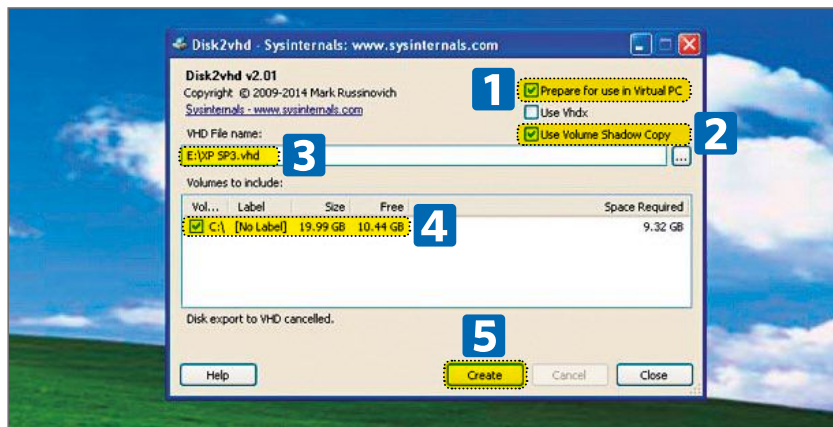 Disk2vhd - Sysinternals: www.sysinternals.com
Disk2vhd v2.01
Copyright © 2009-2014 Mark Russinovich
Sysinternals - www.sysinternals.com
1
Prepare for use in Virtual PC
Use Vhdx
Use Volume Shadow Copy
2
VHD File name:
E:\XP SP3.vhd
3
...
Volumes to include:
Vol... Label Size Free Space Required
C:\ [No Label] 19.99 GB 10.44 GB 9.32 GB
4
Disk export to VHD cancelled.
5
Help Create Cancel Close